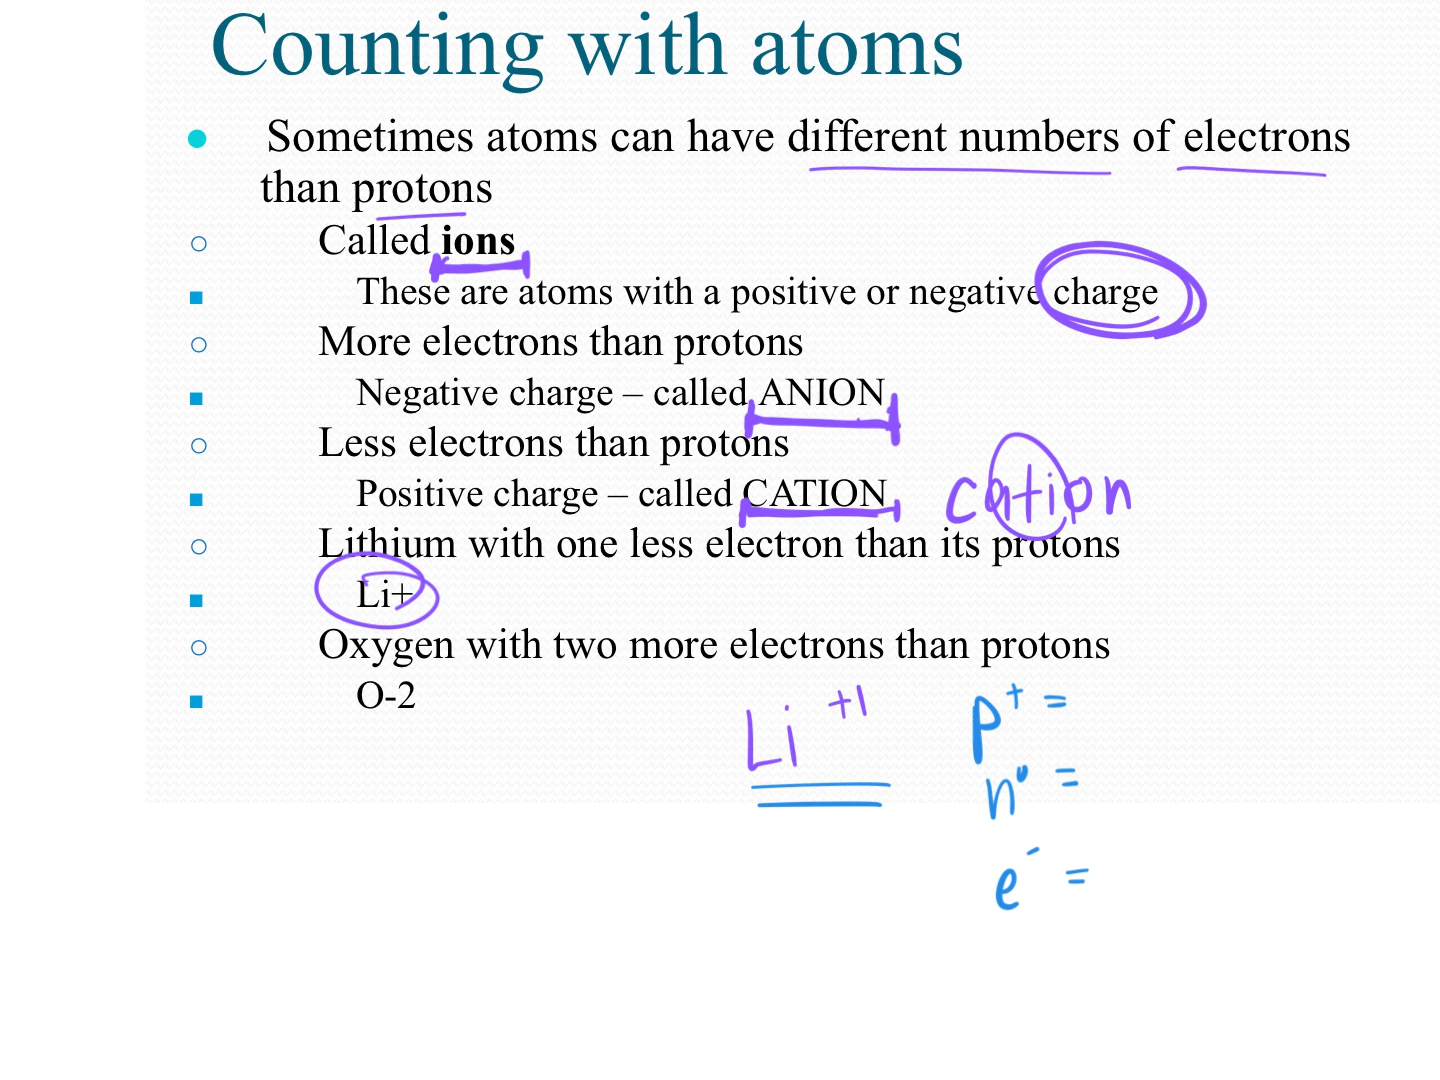 Counting with atoms
Sometimes atoms can have different numbers of electrons
than protons
Called ions
These are atoms with a positive or negative charge
More electrons than protons
Negative charge – called ANION
Less electrons than protons
Positive charge – called CATION
cation
Lithium with one less electron than its protons
Li+
Oxygen with two more electrons than protons
O-2
Li +1
p+ =
n° =
e- =